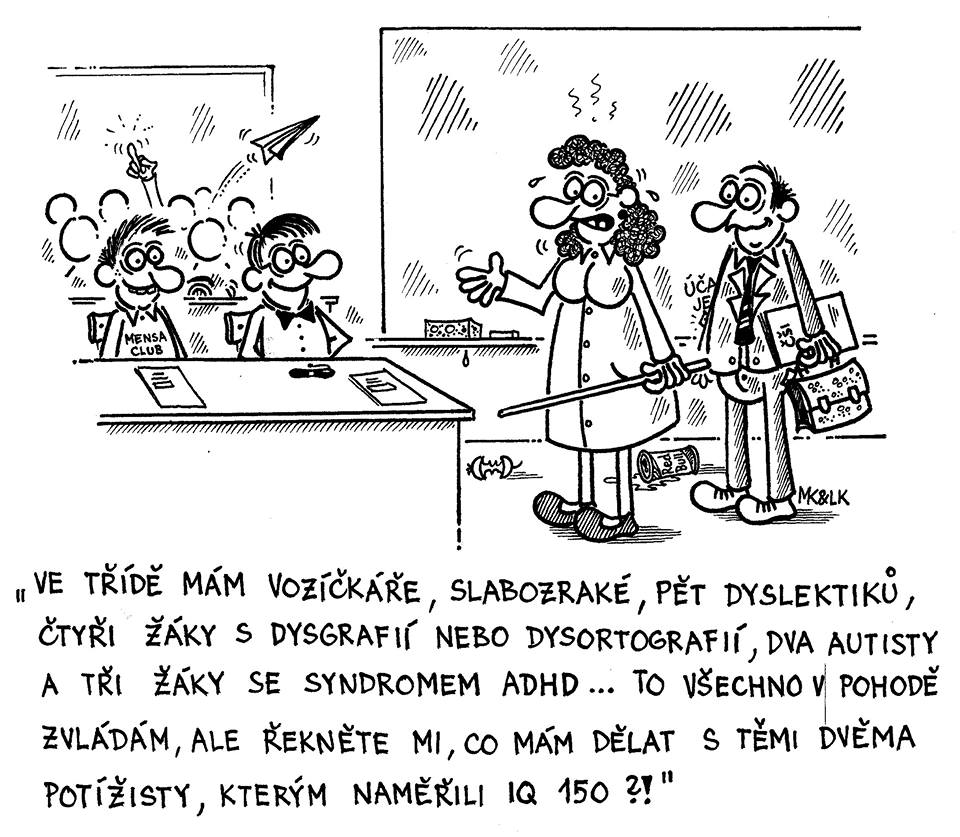 MENSA
CLUB
ÚČA
JE
ČŠI
Red
Bull
MK&LK
„VE TŘÍDĚ MÁM VOZÍČKÁŘE, SLABOZRAKÉ, PĚT DYSLEKTIKŮ,
ČTYŘI ŽÁKY S DYSGRAFIÍ NEBO DYSORTOGRAFIÍ, DVA AUTISTY
A TŘI ŽÁKY SE SYNDROMEM ADHD... TO VŠECHNO V POHODĚ
ZVLÁDÁM, ALE ŘEKNĚTE MI, CO MÁM DĚLAT S TĚMI DVĚMA
POTÍŽISTY, KTERÝM NAMĚŘILI IQ 150 ?!"